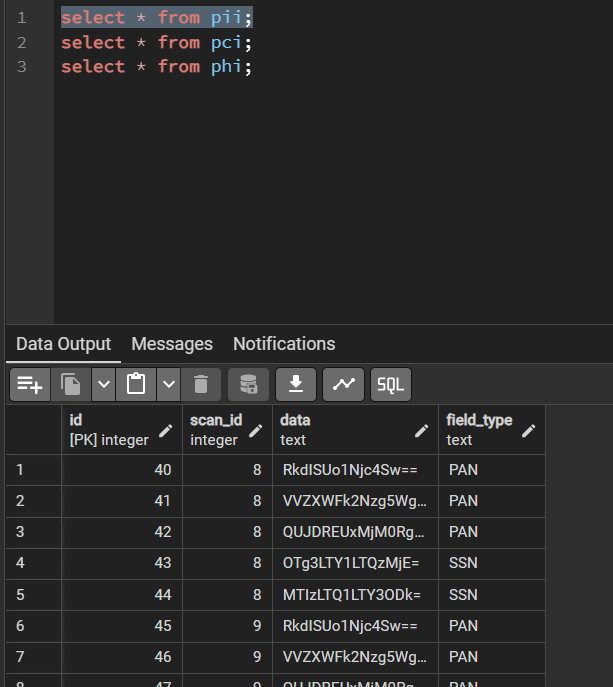 1 select * from pii;
2 select * from pci;
3 select * from phi;
Data Output Messages Notifications
SQL
id scan_id data field_type
[PK] integer integer text text
1 40 8 RkdISUo1Njc4Sw== PAN
2 41 8 VVZXWFk2Nzg5Wg... PAN
3 42 8 QUJDREUxMjM0Rg... PAN
4 43 8 OTg3LTY1LTQzMjE= SSN
5 44 8 MTIzLTQ1LTY3ODk= SSN
6 45 9 RkdISUo1Njc4Sw== PAN
7 46 9 VVZXWFk2Nzg5Wg... PAN
8 47 9 QUJDREUxMjM0Rg... PAN